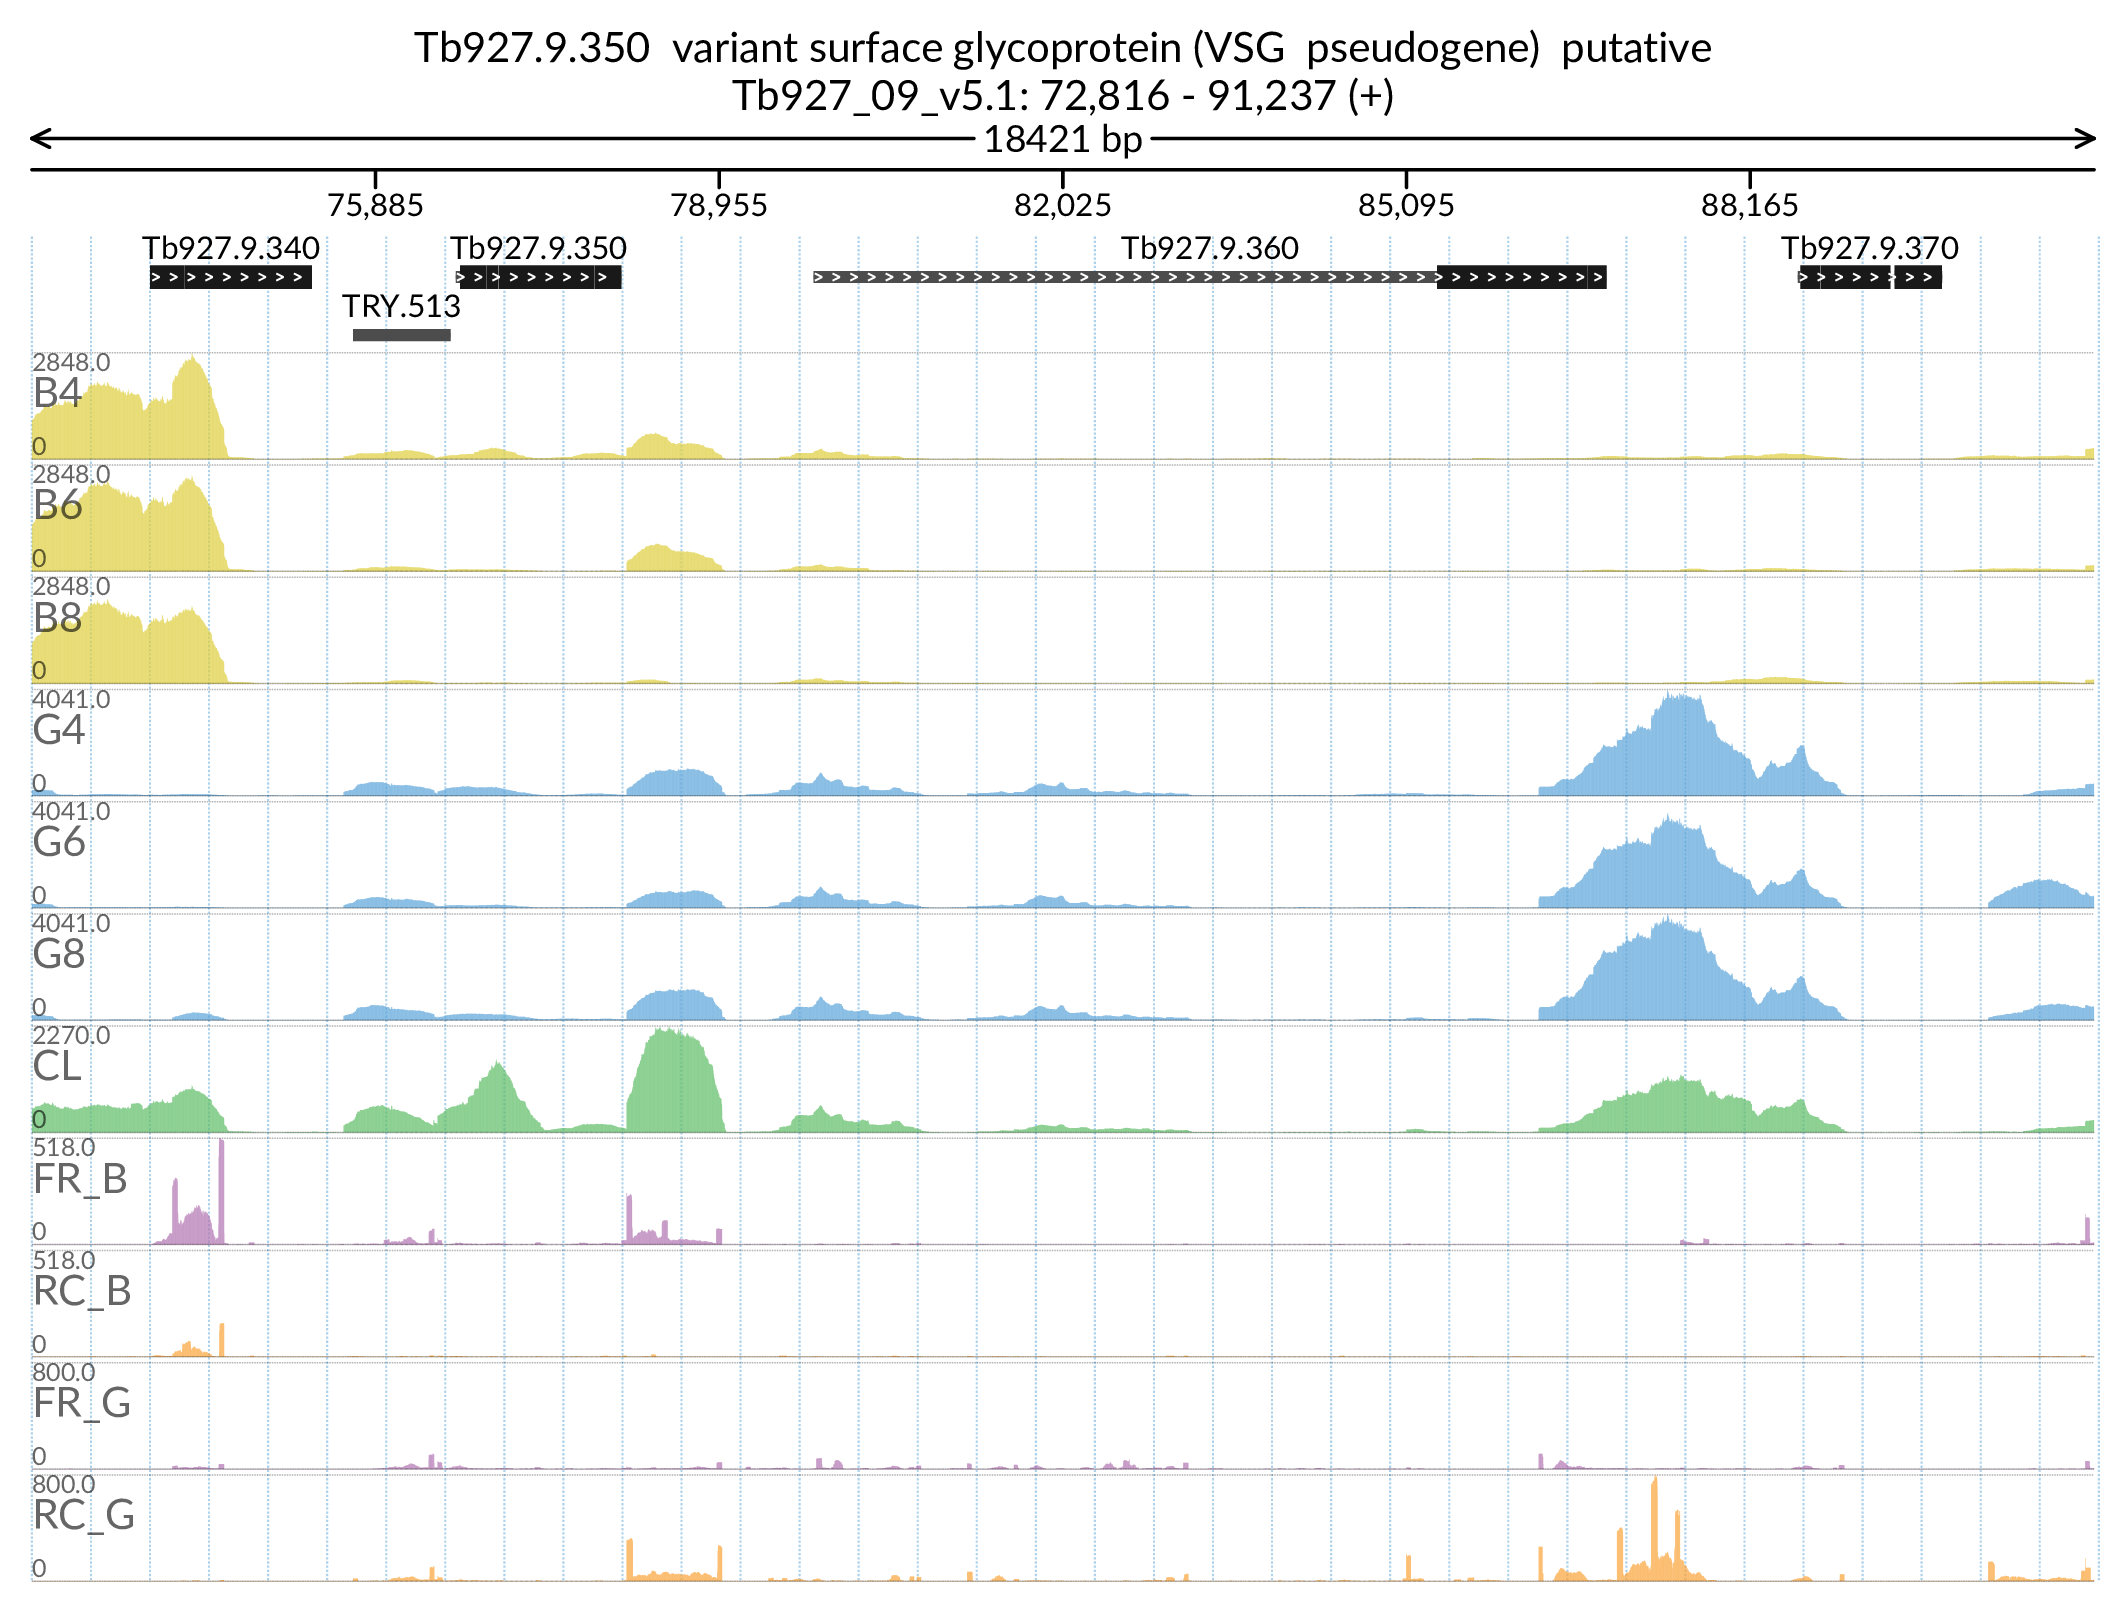 Tb927.9.350 variant surface glycoprotein (VSG pseudogene) putative
Tb927_09_v5.1: 72,816 - 91,237 (+)
18421 bp
75,885 78,955 82,025 85,095 88,165
Tb927.9.340 Tb927.9.350 Tb927.9.360 Tb927.9.370
TRY.513
2848.0
B4
0
2848.0
B6
0
2848.0
B8
0
4041.0
G4
0
4041.0
G6
0
4041.0
G8
0
2270.0
CL
0
518.0
FR_B
0
518.0
RC_B
0
800.0
FR_G
0
800.0
RC_G
0